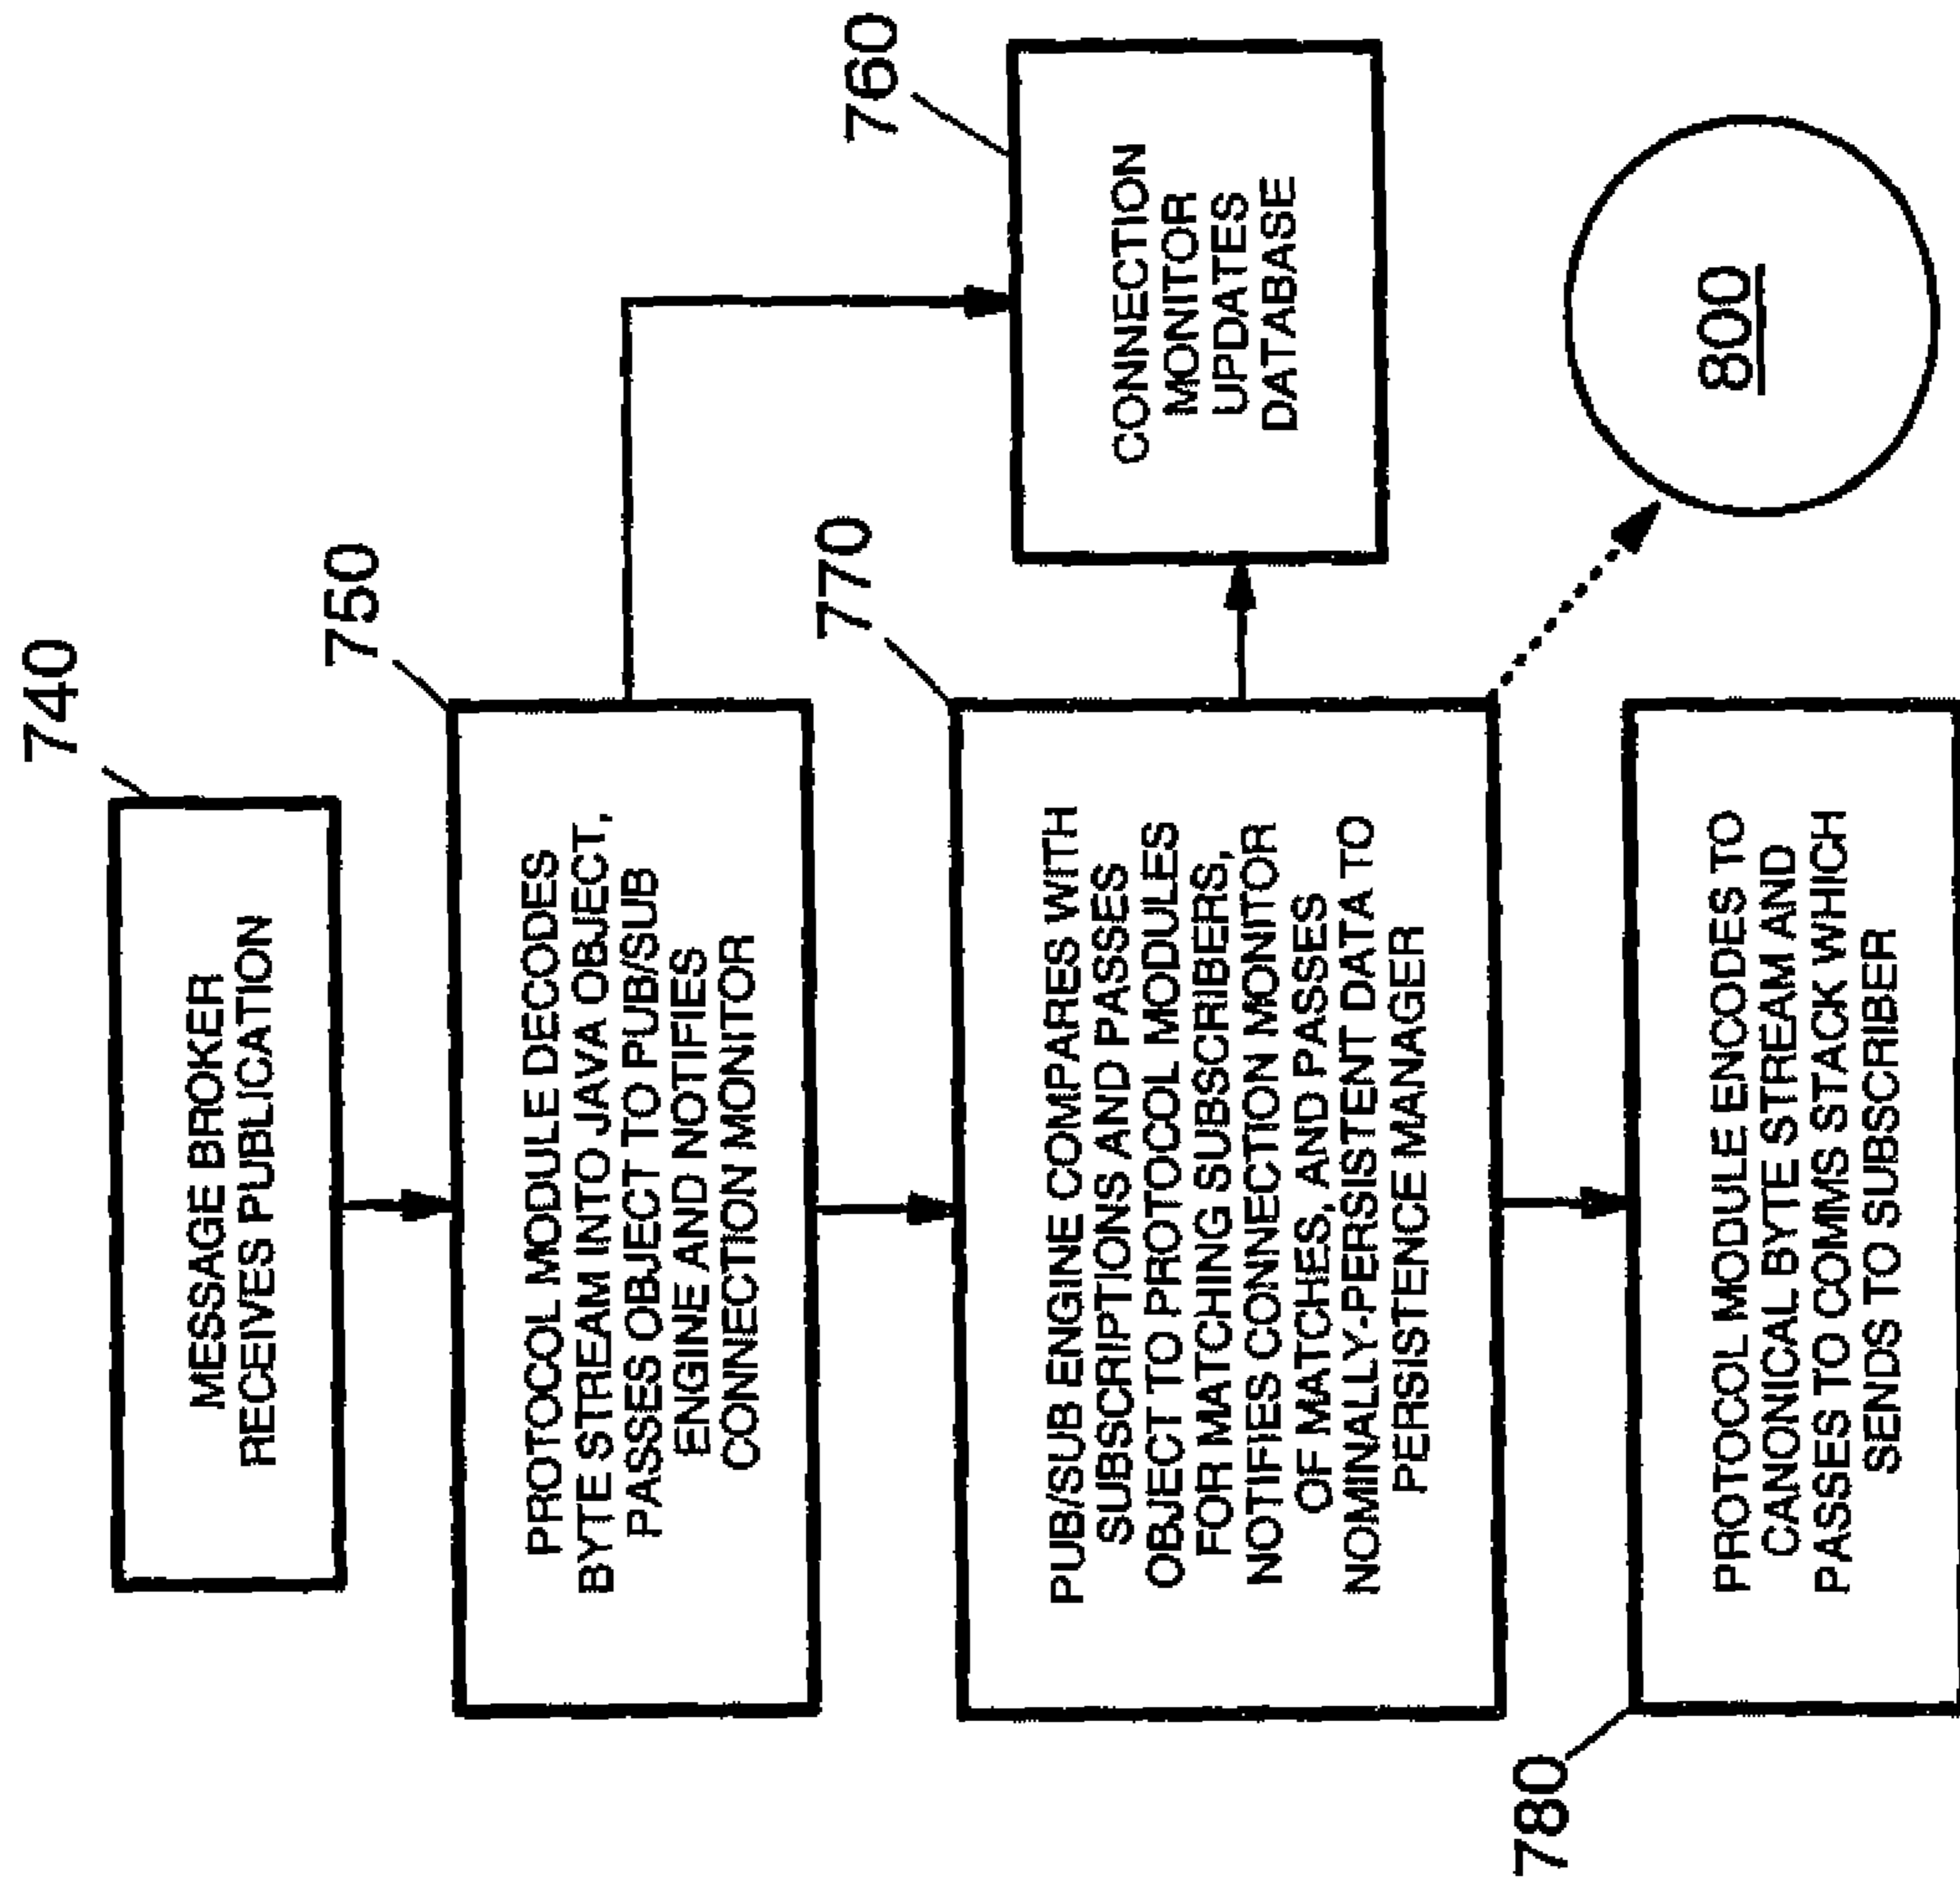 740
MESSAGE BROKER
RECEIVES PUBLICATION
750
PROTOCOL MODULE DECODES
BYTE STREAM INTO JAVA OBJECT,
PASSES OBJECT TO PUB/SUB
ENGINE AND NOTIFIES
CONNECTION MONITOR
760
CONNECTION
MONITOR
UPDATES
DATABASE
770
PUB/SUB ENGINE COMPARES WITH
SUBSCRIPTIONS AND PASSES
OBJECT TO PROTOCOL MODULES
FOR MATCHING SUBSCRIBERS,
NOTIFIES CONNECTION MONITOR
OF MATCHES, AND PASSES
NOMINALLY-PERSISTENT DATA TO
PERSISTENCE MANAGER
800
780
PROTOCOL MODULE ENCODES TO
CANONICAL BYTE STREAM AND
PASSES TO COMMS STACK WHICH
SENDS TO SUBSCRIBER